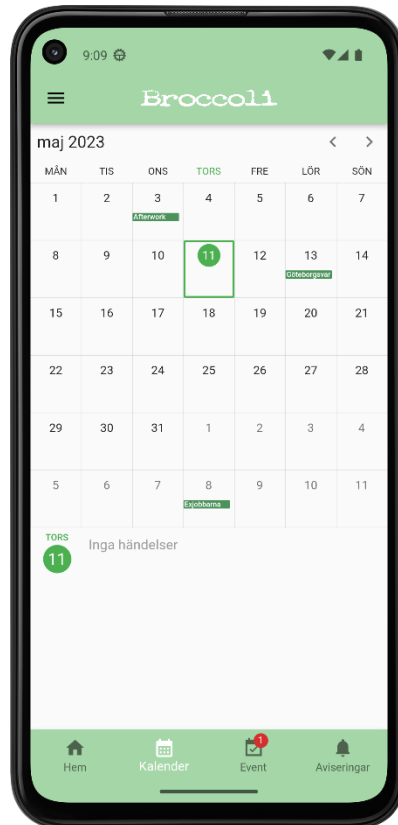 9:09
Broccoli
maj 2023
MÅN TIS ONS TORS FRE LÖR SÖN
1 2 3 4 5 6 7
Afterwork
8 9 10 11 12 13 14
Göteborgsvar
15 16 17 18 19 20 21
22 23 24 25 26 27 28
29 30 31 1 2 3 4
5 6 7 8 9 10 11
Exjobbarna
TORS
11 Inga händelser
1
Hem Kalender Event Aviseringar